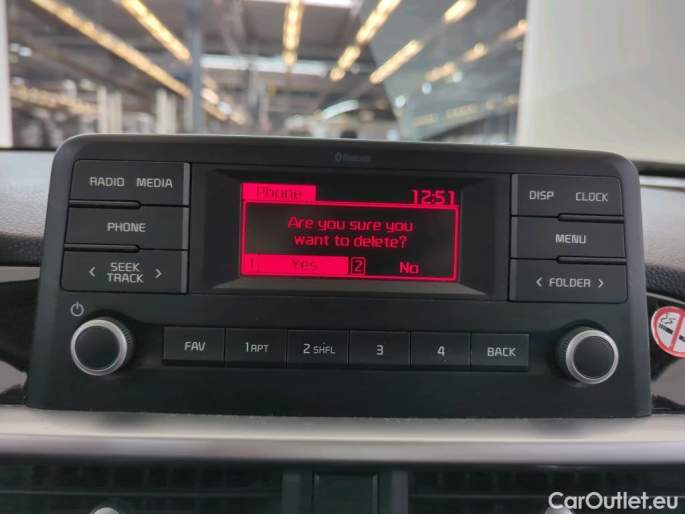 Bluetooth
RADIO MEDIA
PHONE
< SEEK TRACK >
Phone 12:51
Are you sure you
want to delete?
1 Yes 2 No
DISP CLOCK
MENU
< FOLDER >
FAV 1 RPT 2 SHFL 3 4 BACK
CarOutlet.eu